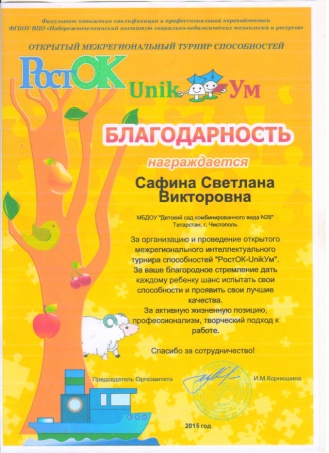 Факультет повышения квалификации и профессиональной переподготовки
ФГБОУ ВПО «Набережночелнинский институт социально-педагогических технологий и ресурсов»
ОТКРЫТЫЙ МЕЖРЕГИОНАЛЬНЫЙ ТУРНИР СПОСОБНОСТЕЙ
РостОК
Unik Ум
БЛАГОДАРНОСТЬ
награждается
Сафина Светлана
Викторовна
МБДОУ "Детский сад комбинированного вида N28"
Татарстан, г. Чистополь
За организацию и проведение открытого
межрегионального интеллектуального
турнира способностей "РостОК-UnikУм".
За ваше благородное стремление дать
каждому ребенку шанс испытать свои
способности и проявить свои лучшие
качества.
За активную жизненную позицию,
профессионализм, творческий подход к
работе.
Спасибо за сотрудничество!
Председатель Оргкомитета
И.М.Корнешиев
2015 год